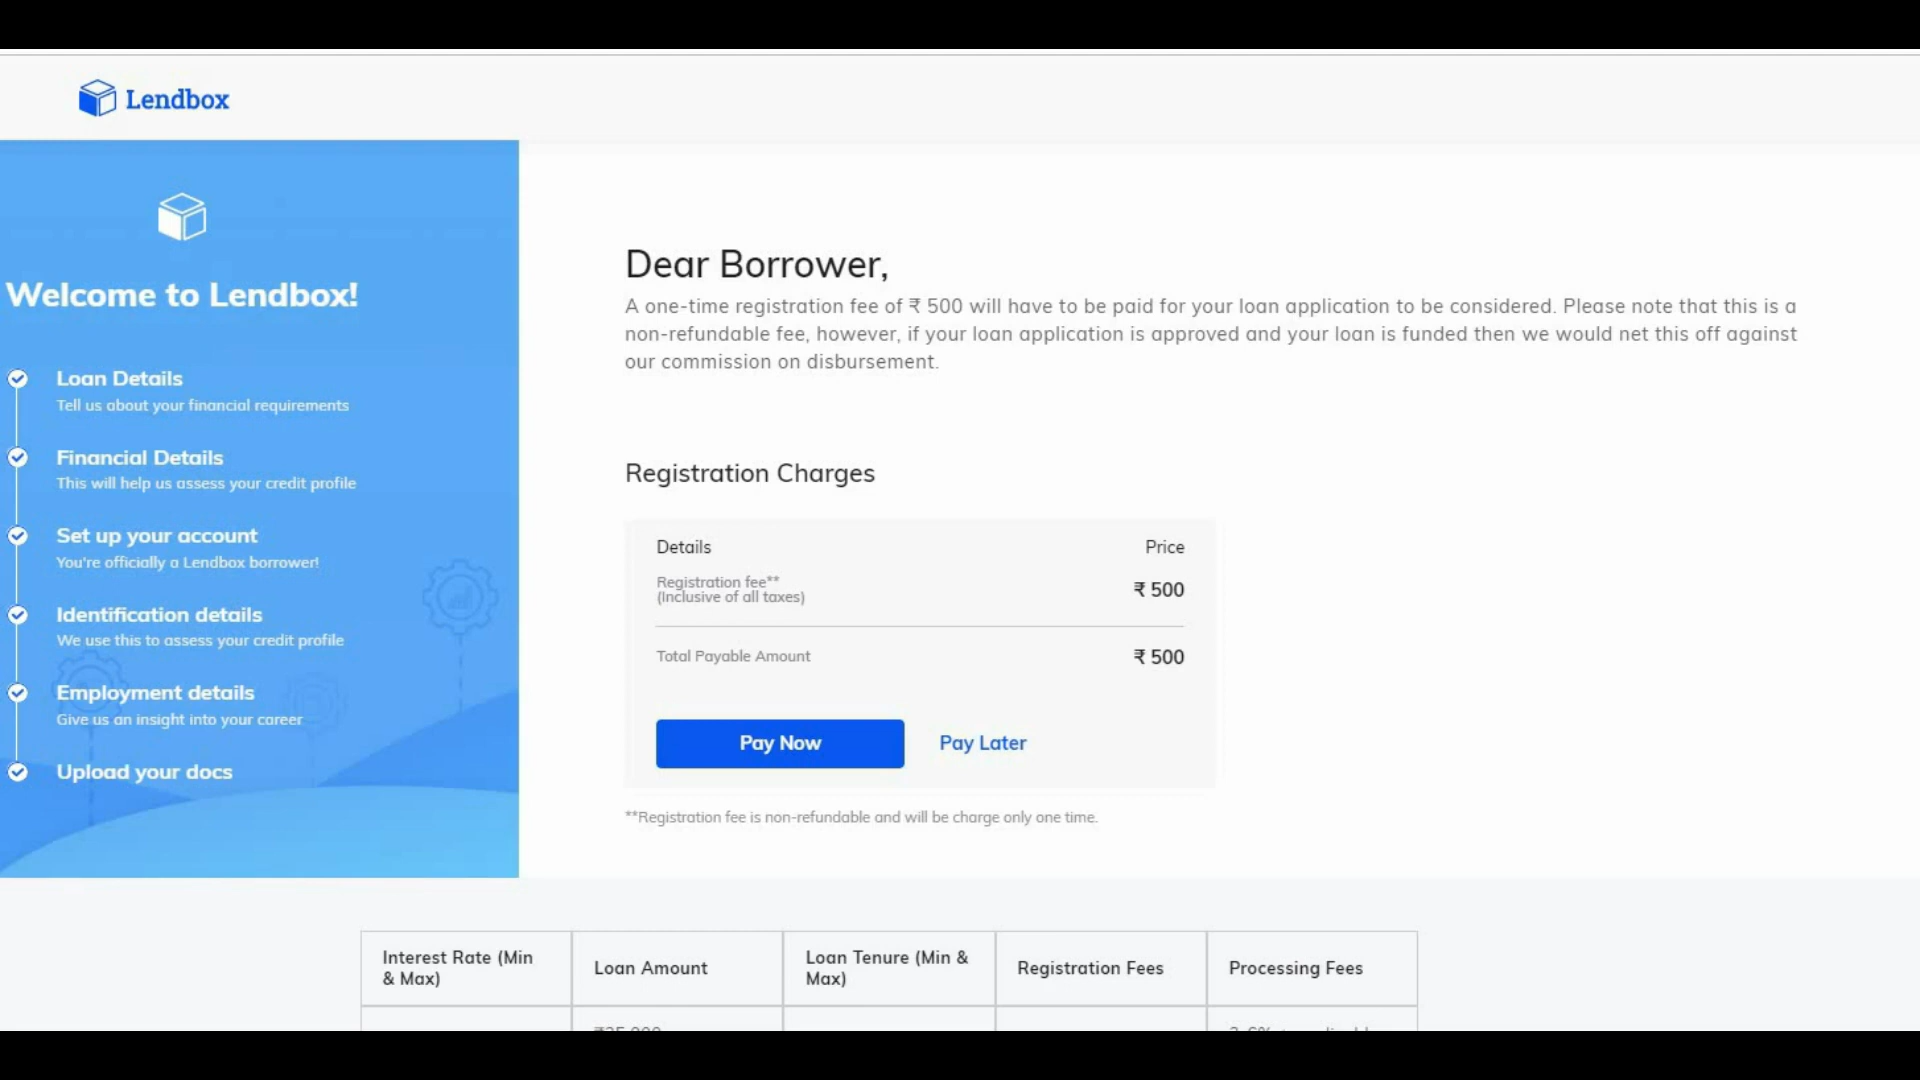 Lendbox
Welcome to Lendbox!
Loan Details
Tell us about your financial requirements
Financial Details
This will help us assess your credit profile
Set up your account
You're officially a Lendbox borrower!
Identification details
We use this to assess your credit profile
Employment details
Give us an insight into your career
Upload your docs
Dear Borrower,
A one-time registration fee of ₹ 500 will have to be paid for your loan application to be considered. Please note that this is a
non-refundable fee, however, if your loan application is approved and your loan is funded then we would net this off against
our commission on disbursement.
Registration Charges
Details Price
Registration fee**
(Inclusive of all taxes) ₹ 500
Total Payable Amount ₹ 500
Pay Now Pay Later
**Registration fee is non-refundable and will be charge only one time.
Interest Rate (Min
& Max)
Loan Amount
Loan Tenure (Min &
Max)
Registration Fees
Processing Fees